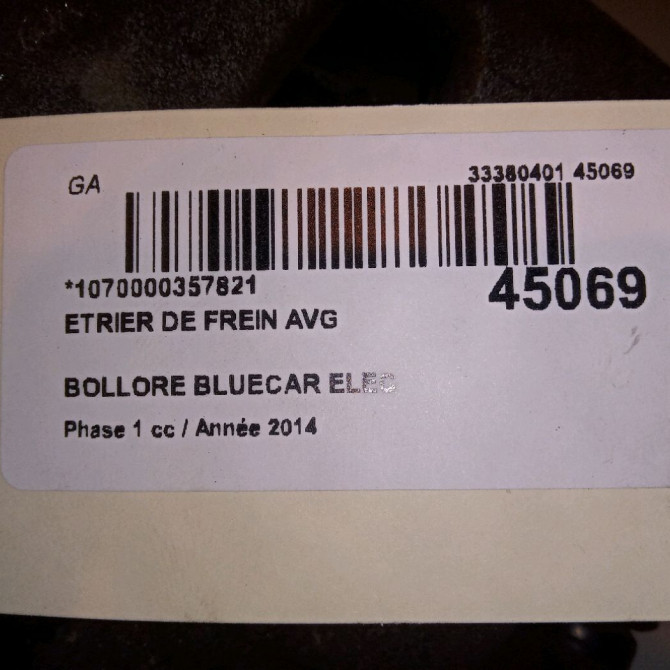 GA
33380401 45069
*1070000357821
45069
ETRIER DE FREIN AVG
BOLLORE BLUECAR ELEC
Phase 1 cc / Année 2014